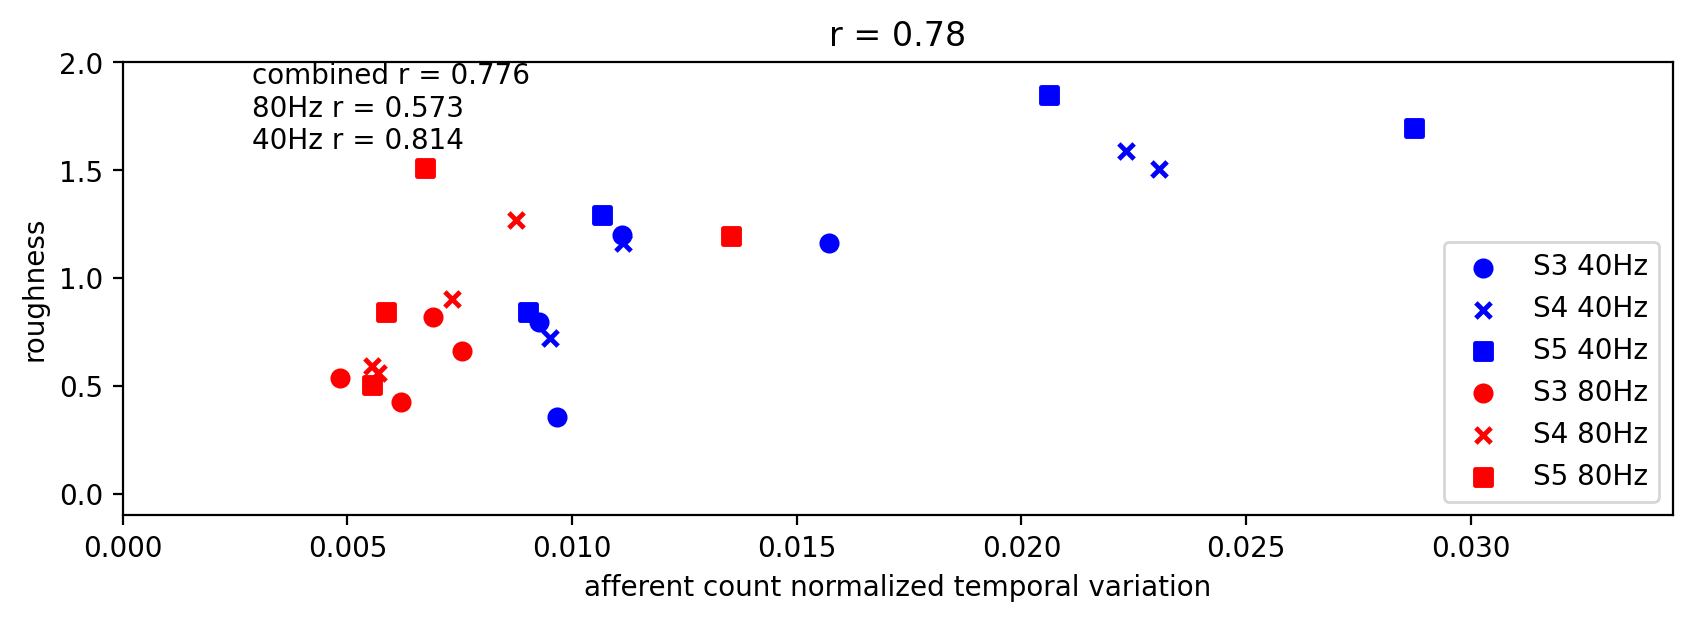 r = 0.78
combined r = 0.776
80Hz r = 0.573
40Hz r = 0.814
2.0
1.5
1.0
0.5
0.0
roughness
S3 40Hz
S4 40Hz
S5 40Hz
S3 80Hz
S4 80Hz
S5 80Hz
0.000 0.005 0.010 0.015 0.020 0.025 0.030
afferent count normalized temporal variation